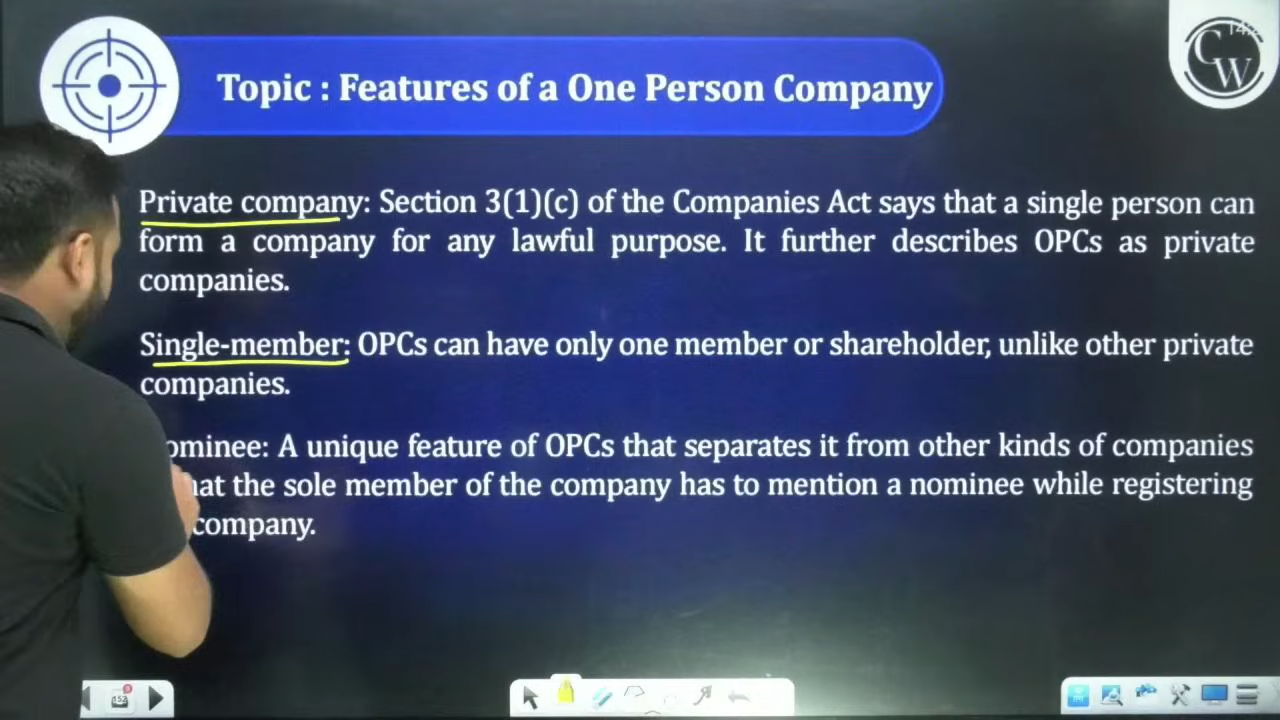 Topic : Features of a One Person Company
CW
Private company: Section 3(1)(c) of the Companies Act says that a single person can
form a company for any lawful purpose. It further describes OPCs as private
companies.
Single-member: OPCs can have only one member or shareholder, unlike other private
companies.
ominee: A unique feature of OPCs that separates it from other kinds of companies
hat the sole member of the company has to mention a nominee while registering
company.
152